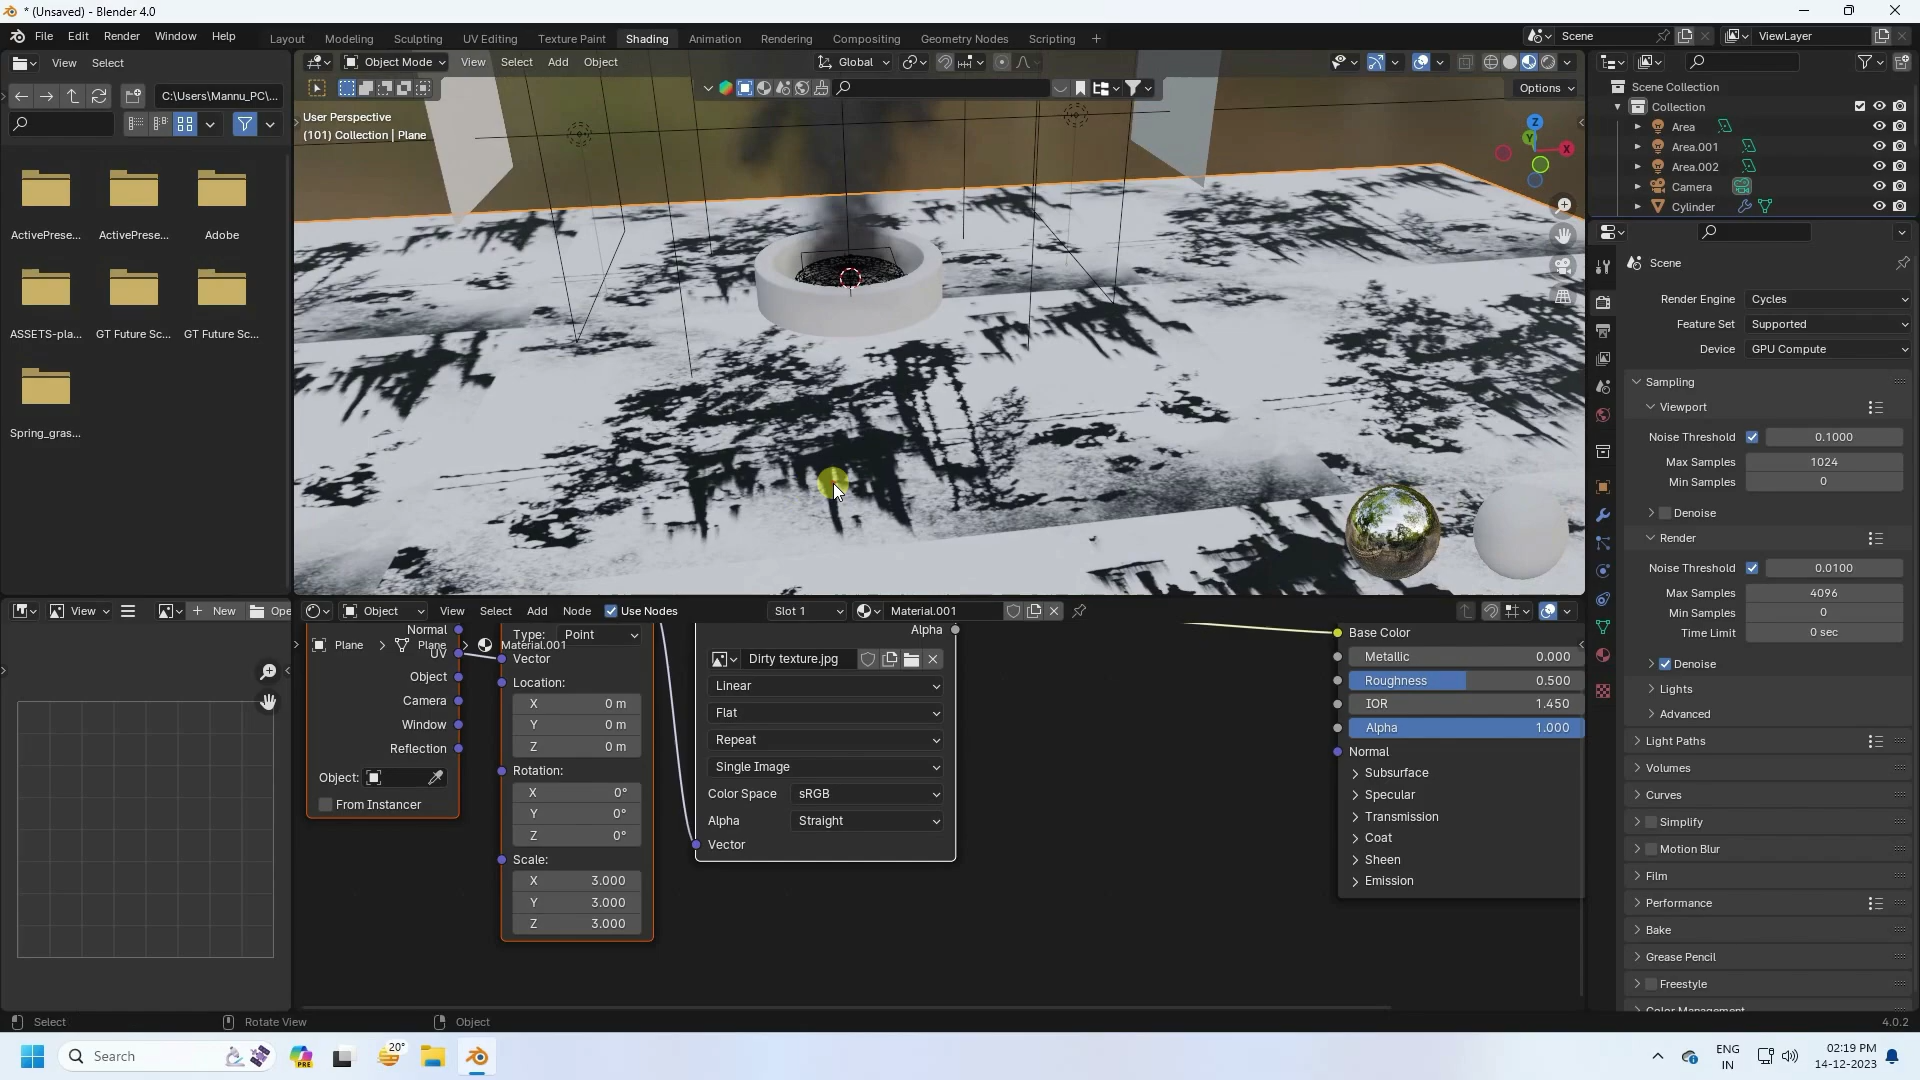 * (Unsaved) - Blender 4.0
File Edit Render Window Help
Layout Modeling Sculpting UV Editing Texture Paint Shading Animation Rendering Compositing Geometry Nodes Scripting
Scene
ViewLayer
View Select
Object Mode View Select Add Object
Global
C:\Users\Mannu_PC\...
Options
User Perspective
(101) Collection | Plane
Z
Y
X
ActivePrese...
ActivePrese...
Adobe
ASSETS-pla...
GT Future Sc...
GT Future Sc...
Spring_gras...
Scene Collection
Collection
Area
Area.001
Area.002
Camera
Cylinder
Scene
Render Engine Cycles
Feature Set Supported
Device GPU Compute
Sampling
Viewport
Noise Threshold 0.1000
Max Samples 1024
Min Samples 0
Denoise
Render
Noise Threshold 0.0100
Max Samples 4096
Min Samples 0
Time Limit 0 sec
Denoise
Lights
Advanced
Light Paths
Volumes
Curves
Simplify
Motion Blur
Film
Performance
Bake
Grease Pencil
Freestyle
Color Management
View
New
Ope
Object View Select Add Node Use Nodes
Slot 1
Material.001
Plane > Plane > Material.001
Normal
UV
Object
Camera
Window
Reflection
Object:
From Instancer
Type: Point
Vector
Location:
X 0 m
Y 0 m
Z 0 m
Rotation:
X 0°
Y 0°
Z 0°
Scale:
X 3.000
Y 3.000
Z 3.000
Alpha
Dirty texture.jpg
Linear
Flat
Repeat
Single Image
Color Space sRGB
Alpha Straight
Vector
Base Color
Metallic 0.000
Roughness 0.500
IOR 1.450
Alpha 1.000
Normal
Subsurface
Specular
Transmission
Coat
Sheen
Emission
Select
Rotate View
Object
4.0.2
Search
PRE
20°
ENG
IN
02:19 PM
14-12-2023